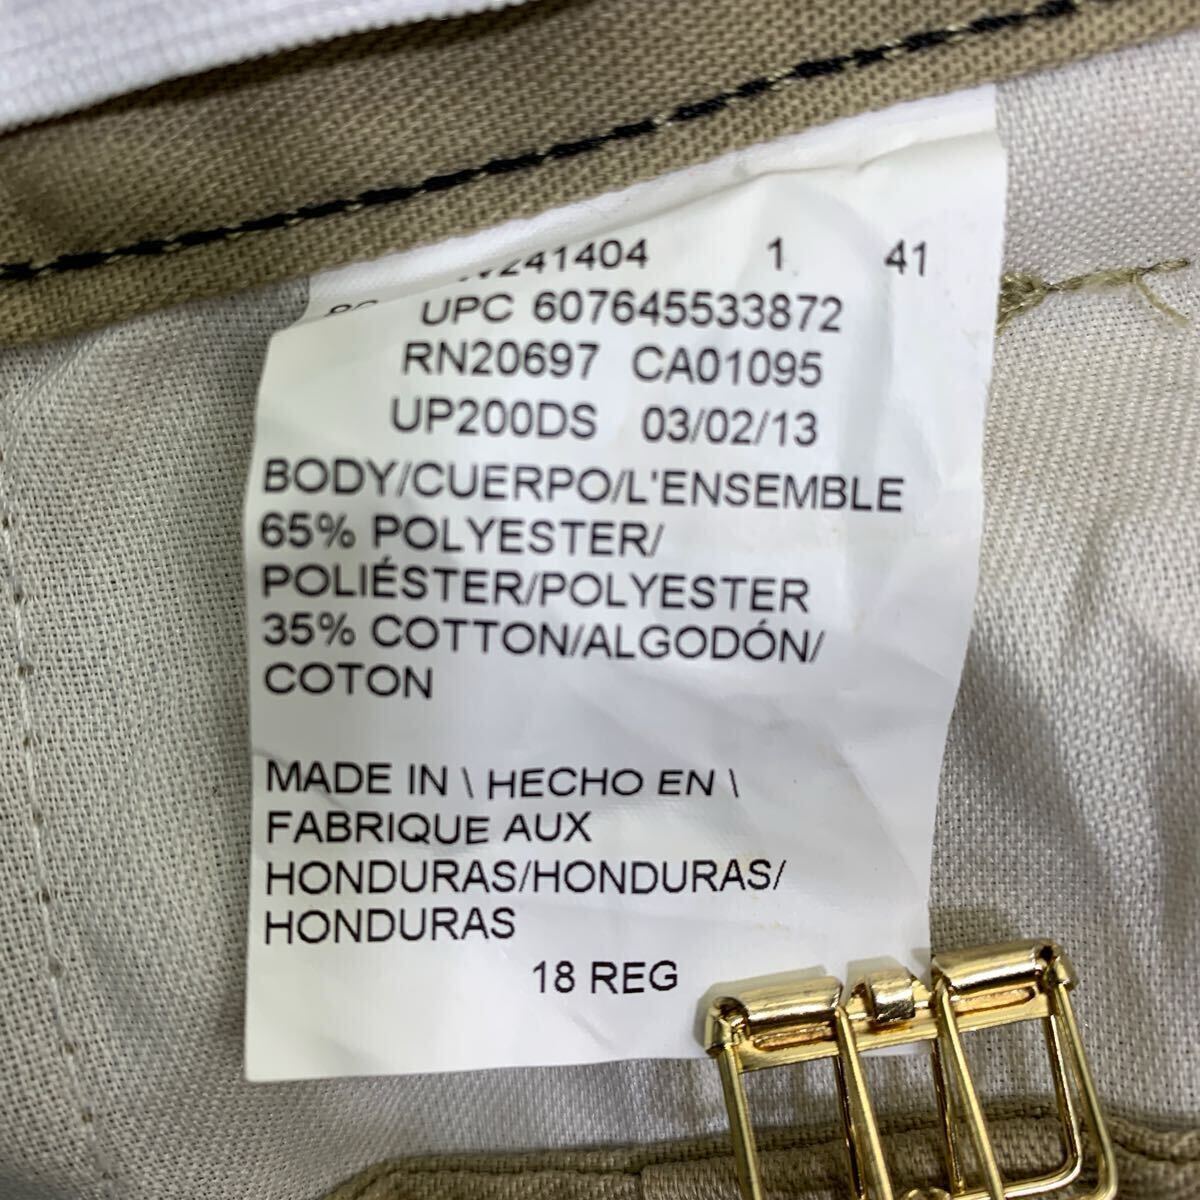 241404 1 41
UPC 607645533872
RN20697 CA01095
UP200DS 03/02/13
BODY/CUERPO/L'ENSEMBLE
65% POLYESTER/
POLIÉSTER/POLYESTER
35% COTTON/ALGODÓN/
COTON
MADE IN \ HECHO EN \
FABRIQUE AUX
HONDURAS/HONDURAS/
HONDURAS
18 REG